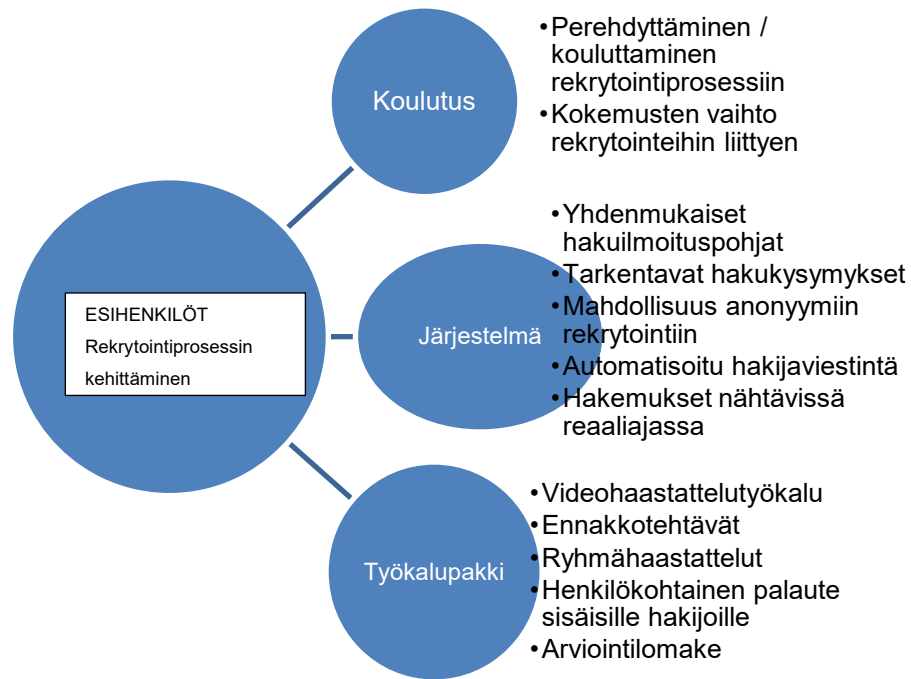 Koulutus
•Perehdyttäminen /
kouluttaminen
rekrytointiprosessiin
•Kokemusten vaihto
rekrytointeihin liittyen
ESIHENKILÖT
Rekrytointiprosessin
kehittäminen
Järjestelmä
•Yhdenmukaiset
hakuilmoituspohjat
•Tarkentavat hakukysymykset
•Mahdollisuus anonyymiin
rekrytointiin
•Automatisoitu hakijaviestintä
•Hakemukset nähtävissä
reaaliajassa
Työkalupakki
•Videohaastattelutyökalu
•Ennakkotehtävät
•Ryhmähaastattelut
•Henkilökohtainen palaute
sisäisille hakijoille
•Arviointilomake